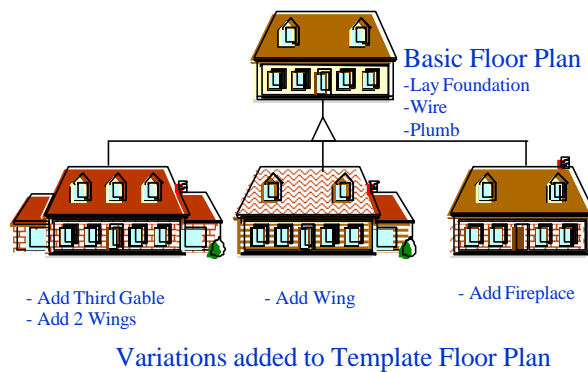 Basic Floor Plan
-Lay Foundation
-Wire
-Plumb
- Add Third Gable
- Add 2 Wings
- Add Wing
- Add Fireplace
Variations added to Template Floor Plan